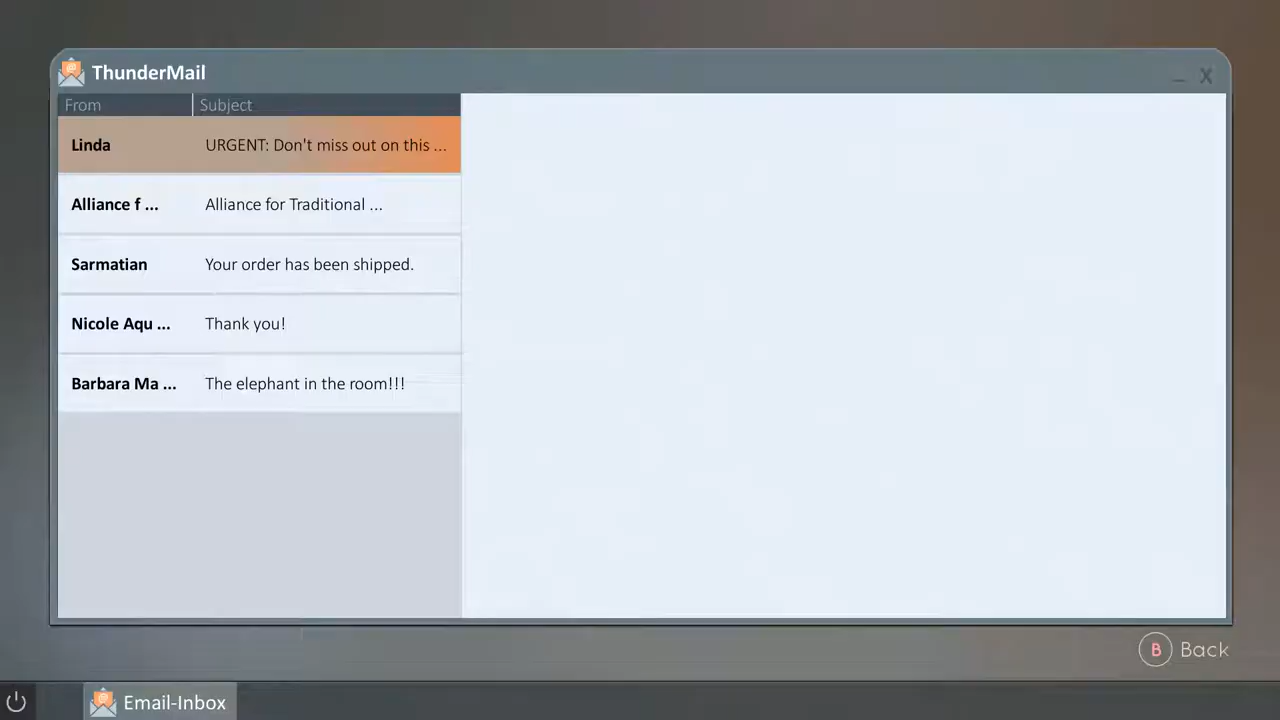 ThunderMail
From Subject
Linda URGENT: Don't miss out on this ...
Alliance f ... Alliance for Traditional ...
Sarmatian Your order has been shipped.
Nicole Aqu ... Thank you!
Barbara Ma ... The elephant in the room!!!
B Back
Email-Inbox